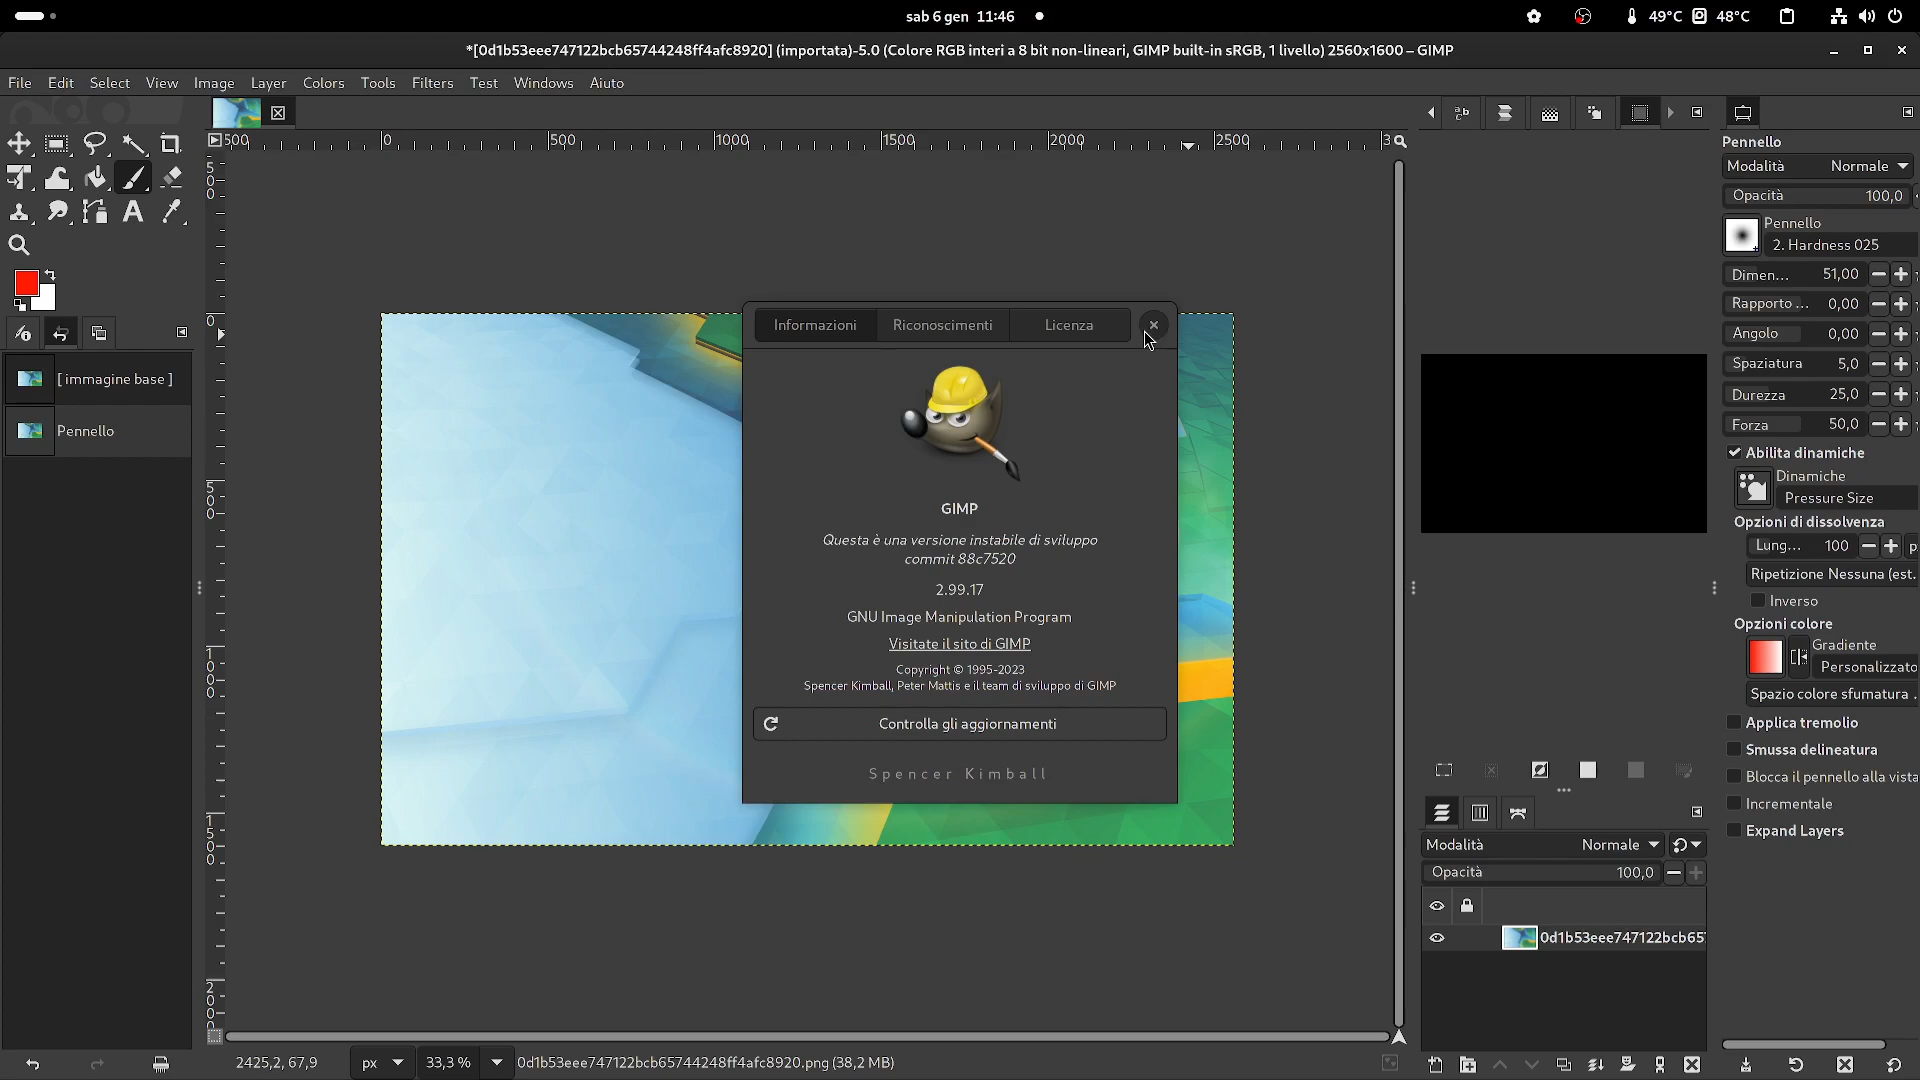 sab 6 gen 11:46
49°C 48°C
*[0d1b53eee747122bcb65744248ff4afc8920] (importata)-5.0 (Colore RGB interi a 8 bit non-lineari, GIMP built-in sRGB, 1 livello) 2560x1600 – GIMP
File Edit Select View Image Layer Colors Tools Filters Test Windows Aiuto
500 0 500 1000 1500 2000 2500 3
500
0
500
1000
1500
2000
[ immagine base ]
Pennello
Informazioni Riconoscimenti Licenza
GIMP
Questa è una versione instabile di sviluppo
commit 88c7520
2.99.17
GNU Image Manipulation Program
Visitate il sito di GIMP
Copyright © 1995-2023
Spencer Kimball, Peter Mattis e il team di sviluppo di GIMP
Controlla gli aggiornamenti
Spencer Kimball
Modalità Normale
Opacità 100,0
0d1b53eee747122bcb65
Pennello
Modalità Normale
Opacità 100,0
Pennello
2. Hardness 025
Dimen... 51,00
Rapporto ... 0,00
Angolo 0,00
Spaziatura 5,0
Durezza 25,0
Forza 50,0
Abilita dinamiche
Dinamiche
Pressure Size
Opzioni di dissolvenza
Lung... 100 p
Ripetizione Nessuna (est.
Inverso
Opzioni colore
Gradiente
Personalizzato
Spazio colore sfumatura .
Applica tremolio
Smussa delineatura
Blocca il pennello alla vista
Incrementale
Expand Layers
2425,2, 67,9 px 33,3 % 0d1b53eee747122bcb65744248ff4afc8920.png (38,2 MB)